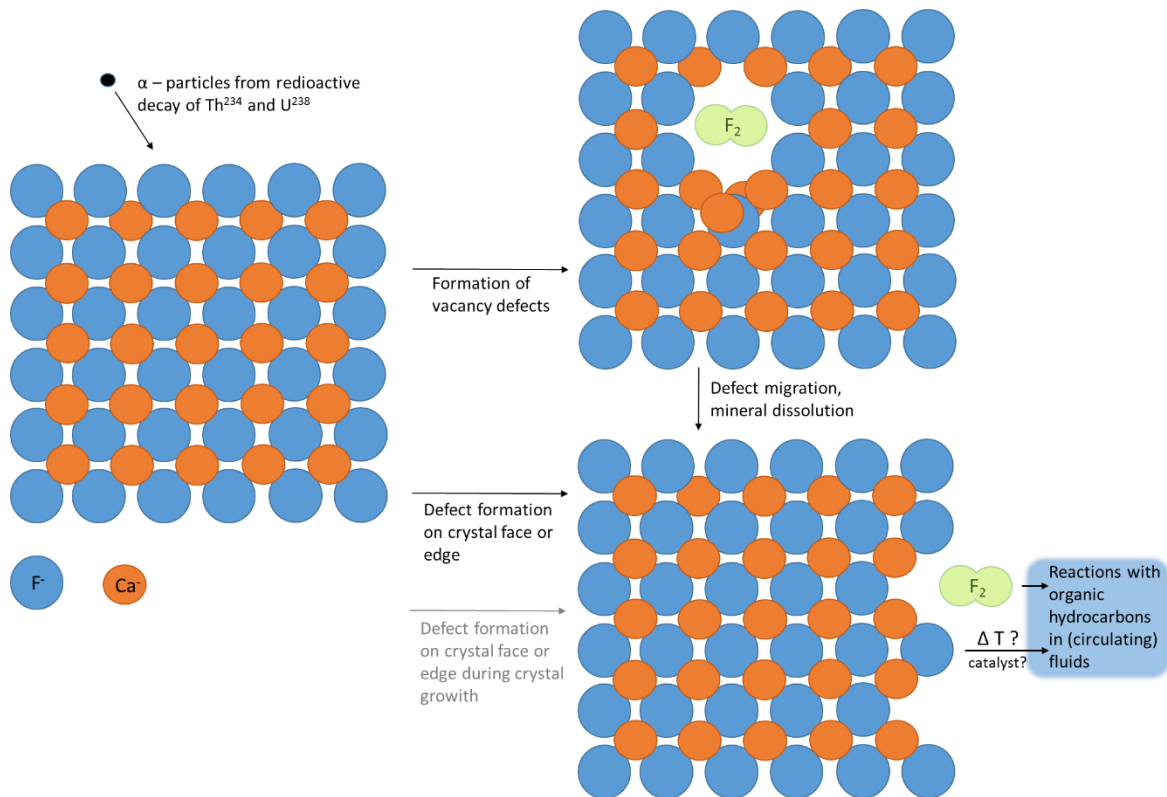 α – particles from radioactive
decay of Th²³⁴ and U²³⁸
F₂
Formation of
vacancy defects
Defect migration,
mineral dissolution
Defect formation
on crystal face or
edge
F⁻
Ca⁻
Defect formation
on crystal face or
edge during crystal
growth
F₂
Reactions with
organic
hydrocarbons
in (circulating)
fluids
Δ T ?
catalyst?